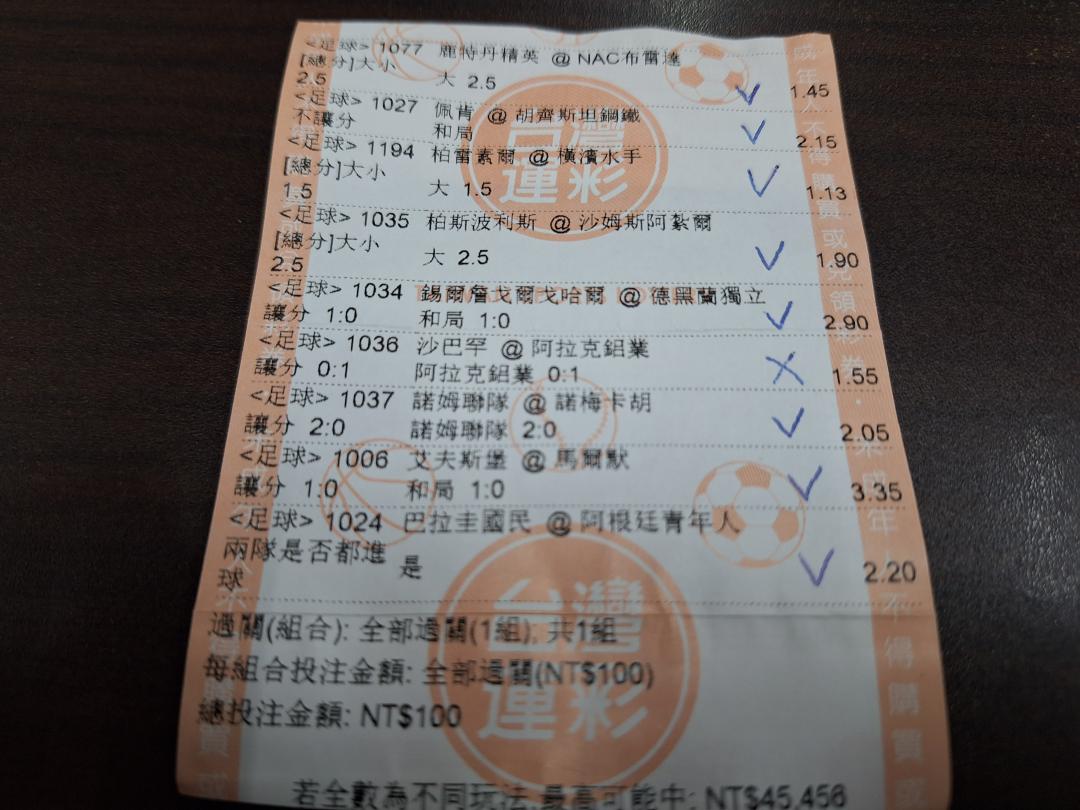 <足球> 1077 鹿特丹精英 @ NAC布雷達
[總分]大小 大 2.5 1.45
2.5
<足球> 1027 佩肯 @ 胡齊斯坦鋼鐵
不讓分 和局 2.15
<足球> 1194 柏雷素爾 @ 橫濱水手
[總分]大小 大 1.5 1.13
1.5
<足球> 1035 柏斯波利斯 @ 沙姆斯阿紮爾
[總分]大小 大 2.5 1.90
2.5
<足球> 1034 錫爾詹戈爾戈哈爾 @ 德黑蘭獨立
讓分 1:0 和局 1:0 2.90
<足球> 1036 沙巴罕 @ 阿拉克鋁業
讓分 0:1 阿拉克鋁業 0:1 1.55
<足球> 1037 諾姆聯隊 @ 諾梅卡胡
讓分 2:0 諾姆聯隊 2:0 2.05
<足球> 1006 艾夫斯堡 @ 馬爾默
讓分 1:0 和局 1:0 3.35
<足球> 1024 巴拉圭國民 @ 阿根廷青年人
兩隊是否都進 是 2.20
球
過關(組合): 全部過關(1組), 共1組
每組合投注金額: 全部過關(NT$100)
總投注金額: NT$100
若全數為不同玩法,最高可能中: NT$45,456
台灣
運彩
台灣
運彩